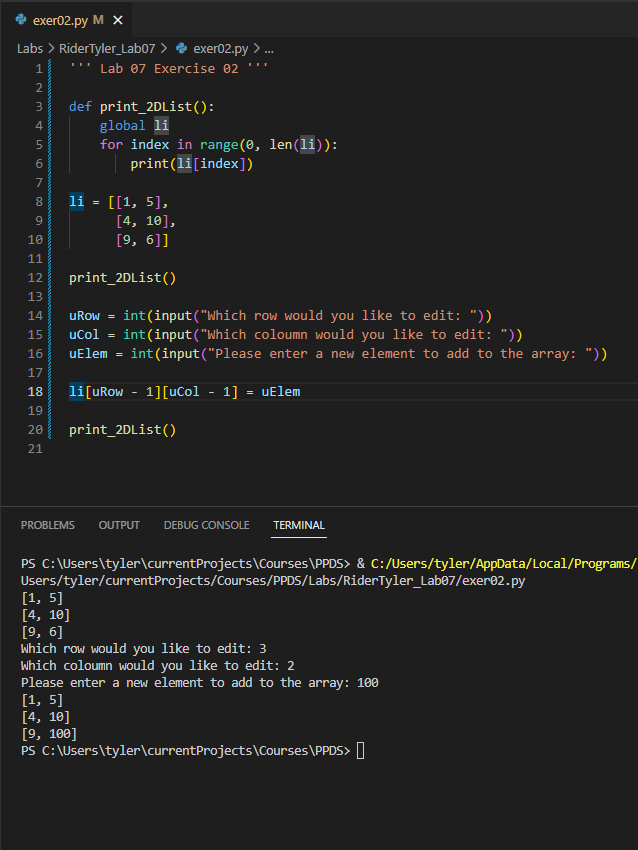 exer02.py M ×
Labs > RiderTyler_Lab07 > exer02.py > ...
1 ''' Lab 07 Exercise 02 '''
2
3 def print_2DList():
4     global li
5     for index in range(0, len(li)):
6         print(li[index])
7
8 li = [[1, 5],
9       [4, 10],
10       [9, 6]]
11
12 print_2DList()
13
14 uRow = int(input("Which row would you like to edit: "))
15 uCol = int(input("Which coloumn would you like to edit: "))
16 uElem = int(input("Please enter a new element to add to the array: "))
17
18 li[uRow - 1][uCol - 1] = uElem
19
20 print_2DList()
21
PROBLEMS OUTPUT DEBUG CONSOLE TERMINAL
PS C:\Users\tyler\currentProjects\Courses\PPDS> & C:/Users/tyler/AppData/Local/Programs/
Users/tyler/currentProjects/Courses/PPDS/Labs/RiderTyler_Lab07/exer02.py
[1, 5]
[4, 10]
[9, 6]
Which row would you like to edit: 3
Which coloumn would you like to edit: 2
Please enter a new element to add to the array: 100
[1, 5]
[4, 10]
[9, 100]
PS C:\Users\tyler\currentProjects\Courses\PPDS>